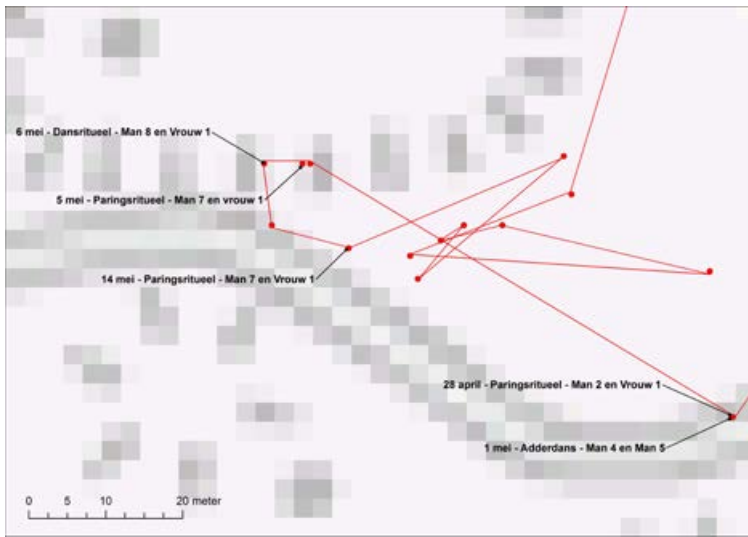 6 mei - Dansritueel - Man 8 en Vrouw 1
5 mei - Paringsritueel - Man 7 en vrouw 1
14 mei - Paringsritueel - Man 7 en Vrouw 1
28 april - Paringsritueel - Man 2 en Vrouw 1
1 mei - Adderdans - Man 4 en Man 5
0 5 10 20 meter